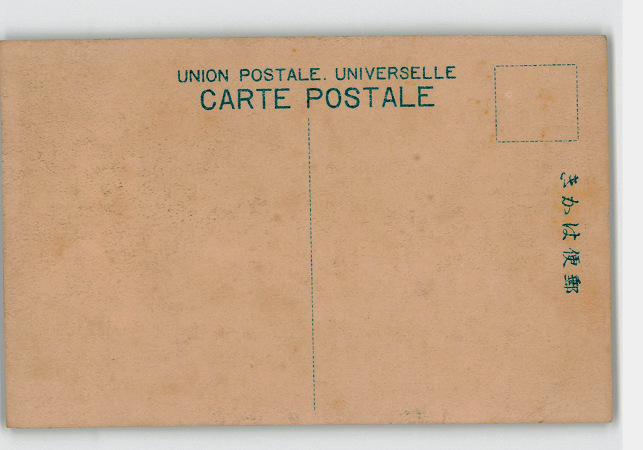 UNION POSTALE. UNIVERSELLE
CARTE POSTALE
きかは便郵